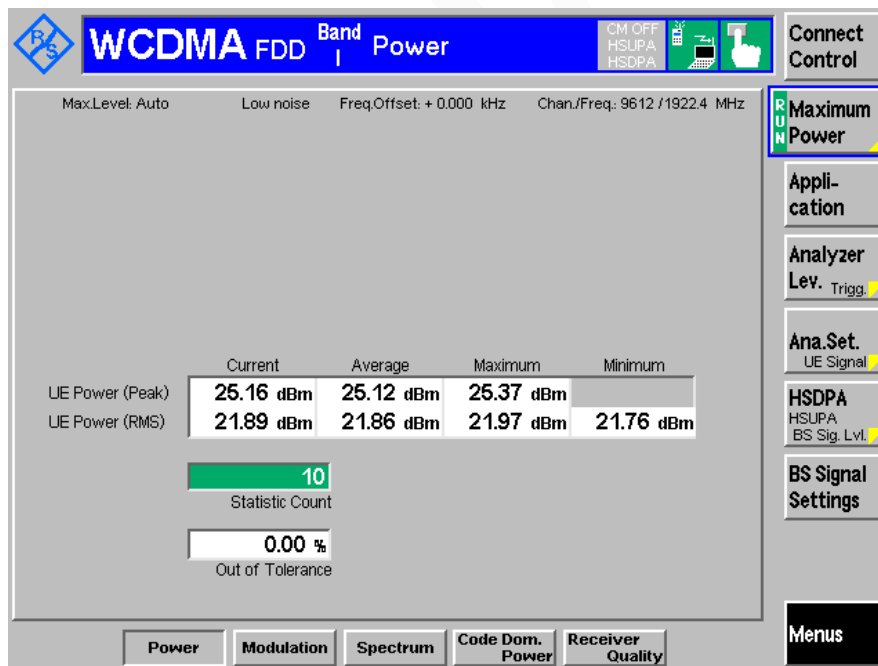 R/S
WCDMA FDD Band I Power
CM OFF
HSUPA
HSDPA
Connect Control
Max.Level: Auto Low noise Freq.Offset: + 0.000 kHz Chan./Freq.: 9612 / 1922.4 MHz
RUN
Maximum Power
Appli-
cation
Analyzer
Lev. Trigg.
Ana.Set.
UE Signal
Current Average Maximum Minimum
UE Power (Peak) 25.16 dBm 25.12 dBm 25.37 dBm
UE Power (RMS) 21.89 dBm 21.86 dBm 21.97 dBm 21.76 dBm
HSDPA
HSUPA
BS Sig. Lvl.
10
Statistic Count
BS Signal
Settings
0.00 %
Out of Tolerance
Power Modulation Spectrum Code Dom. Power Receiver Quality
Menus